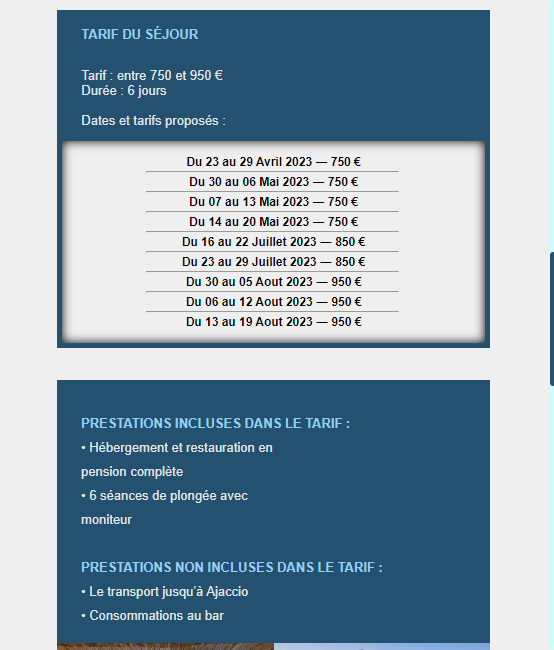 TARIF DU SÉJOUR
Tarif : entre 750 et 950 €
Durée : 6 jours
Dates et tarifs proposés :
Du 23 au 29 Avril 2023 — 750 €
Du 30 au 06 Mai 2023 — 750 €
Du 07 au 13 Mai 2023 — 750 €
Du 14 au 20 Mai 2023 — 750 €
Du 16 au 22 Juillet 2023 — 850 €
Du 23 au 29 Juillet 2023 — 850 €
Du 30 au 05 Aout 2023 — 950 €
Du 06 au 12 Aout 2023 — 950 €
Du 13 au 19 Aout 2023 — 950 €
PRESTATIONS INCLUSES DANS LE TARIF :
• Hébergement et restauration en
pension complète
• 6 séances de plongée avec
moniteur
PRESTATIONS NON INCLUSES DANS LE TARIF :
• Le transport jusqu'à Ajaccio
• Consommations au bar